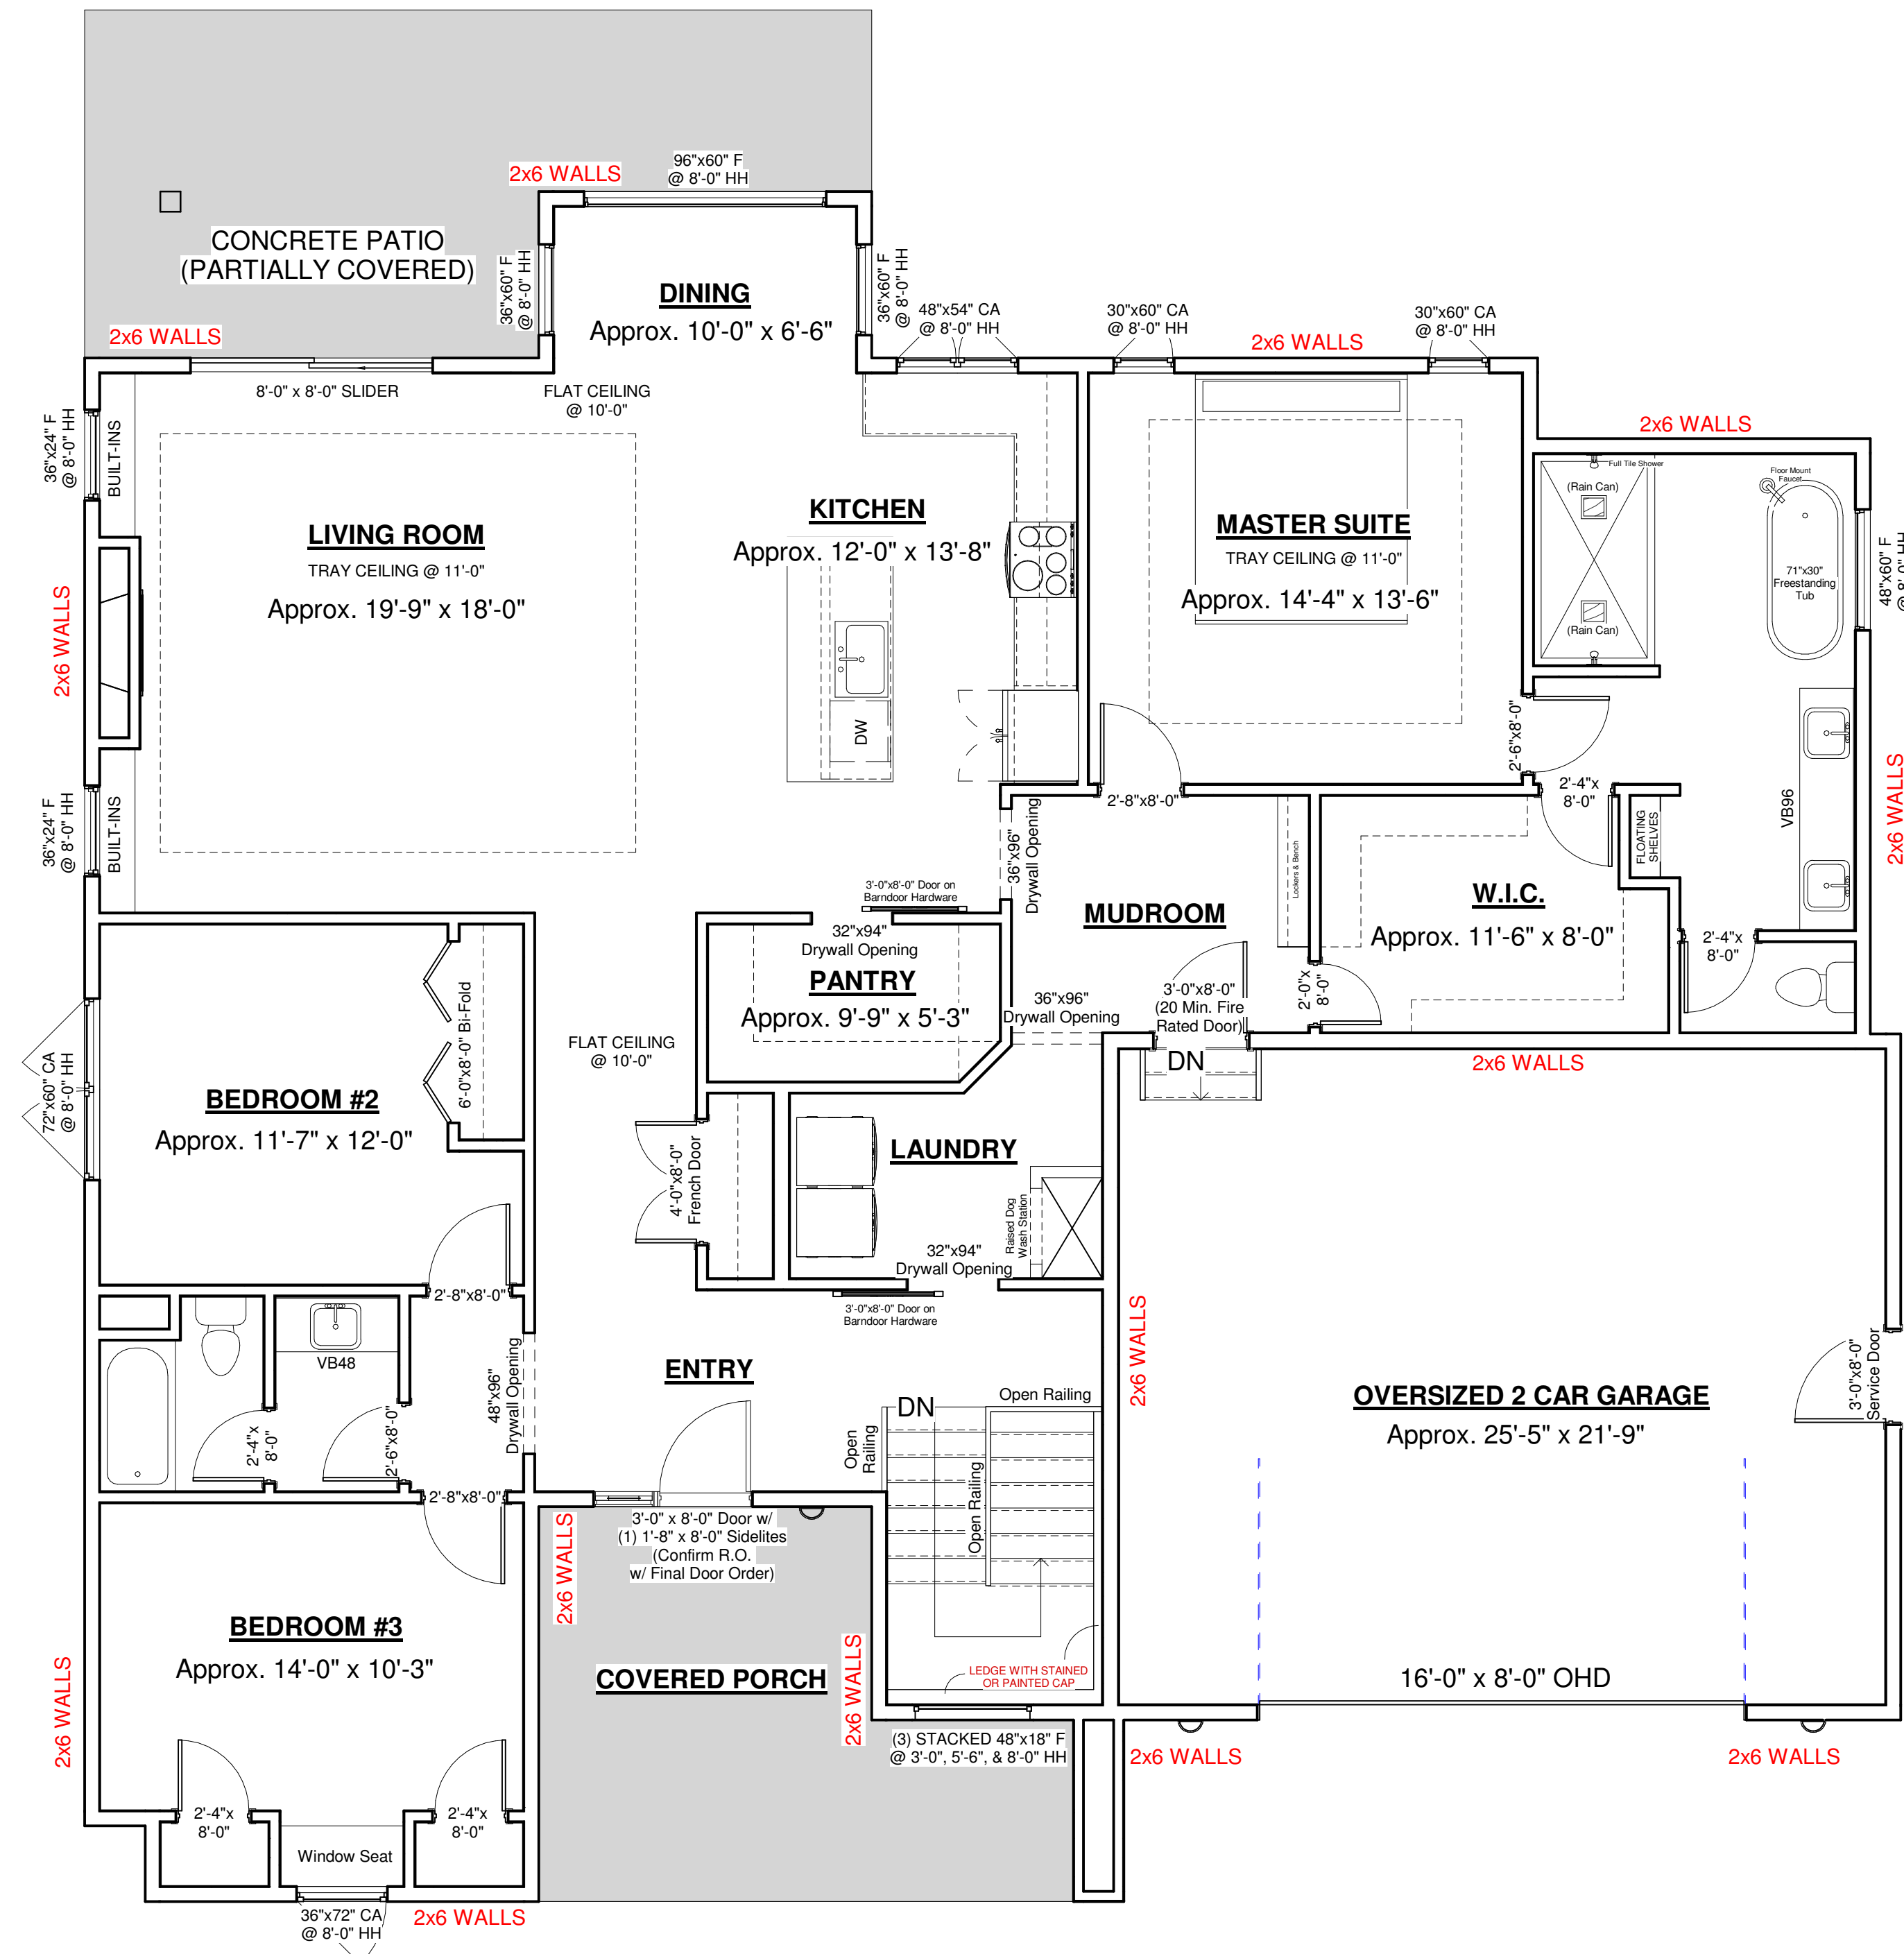 2x6 WALLS
96"x60" F
@ 8'-0" HH
CONCRETE PATIO
(PARTIALLY COVERED)
36"x60" F
@ 8'-0" HH
DINING
Approx. 10'-0" x 6'-6"
36"x60" F
@ 8'-0" HH
48"x54" CA
@ 8'-0" HH
30"x60" CA
@ 8'-0" HH
2x6 WALLS
30"x60" CA
@ 8'-0" HH
2x6 WALLS
8'-0" x 8'-0" SLIDER
FLAT CEILING
@ 10'-0"
36"x24" F
@ 8'-0" HH
BUILT-INS
2x6 WALLS
LIVING ROOM
TRAY CEILING @ 11'-0"
Approx. 19'-9" x 18'-0"
KITCHEN
Approx. 12'-0" x 13'-8"
DW
MASTER SUITE
TRAY CEILING @ 11'-0"
Approx. 14'-4" x 13'-6"
2x6 WALLS
Full Tile Shower
(Rain Can)
(Rain Can)
Floor Mount
Faucet
71"x30"
Freestanding
Tub
48"x60" F
@ 8'-0" HH
2'-6"x8'-0"
2'-4"x
8'-0"
2'-8"x8'-0"
VB96
2x6 WALLS
FLOATING
SHELVES
36"x24" F
@ 8'-0" HH
BUILT-INS
36"x96"
Drywall Opening
Lockers & Bench
3'-0"x8'-0" Door on
Barndoor Hardware
32"x94"
Drywall Opening
PANTRY
Approx. 9'-9" x 5'-3"
MUDROOM
W.I.C.
Approx. 11'-6" x 8'-0"
2'-4"x
8'-0"
36"x96"
Drywall Opening
3'-0"x8'-0"
(20 Min. Fire
Rated Door)
2'-0"x
8'-0"
DN
2x6 WALLS
FLAT CEILING
@ 10'-0"
6'-0"x8'-0" Bi-Fold
72"x60" CA
@ 8'-0" HH
BEDROOM #2
Approx. 11'-7" x 12'-0"
4'-0"x8'-0"
French Door
LAUNDRY
Raised Dog
Wash Station
32"x94"
Drywall Opening
3'-0"x8'-0" Door on
Barndoor Hardware
2'-8"x8'-0"
VB48
2'-4"x
8'-0"
2'-6"x8'-0"
48"x96"
Drywall Opening
ENTRY
2x6 WALLS
OVERSIZED 2 CAR GARAGE
Approx. 25'-5" x 21'-9"
3'-0"x8'-0"
Service Door
DN
Open Railing
Open
Railing
Open Railing
2'-8"x8'-0"
2x6 WALLS
3'-0" x 8'-0" Door w/
(1) 1'-8" x 8'-0" Sidelites
(Confirm R.O.
w/ Final Door Order)
BEDROOM #3
Approx. 14'-0" x 10'-3"
2x6 WALLS
COVERED PORCH
2x6 WALLS
LEDGE WITH STAINED
OR PAINTED CAP
16'-0" x 8'-0" OHD
(3) STACKED 48"x18" F
@ 3'-0", 5'-6", & 8'-0" HH
2x6 WALLS
2x6 WALLS
2'-4"x
8'-0"
2'-4"x
8'-0"
Window Seat
36"x72" CA
@ 8'-0" HH
2x6 WALLS